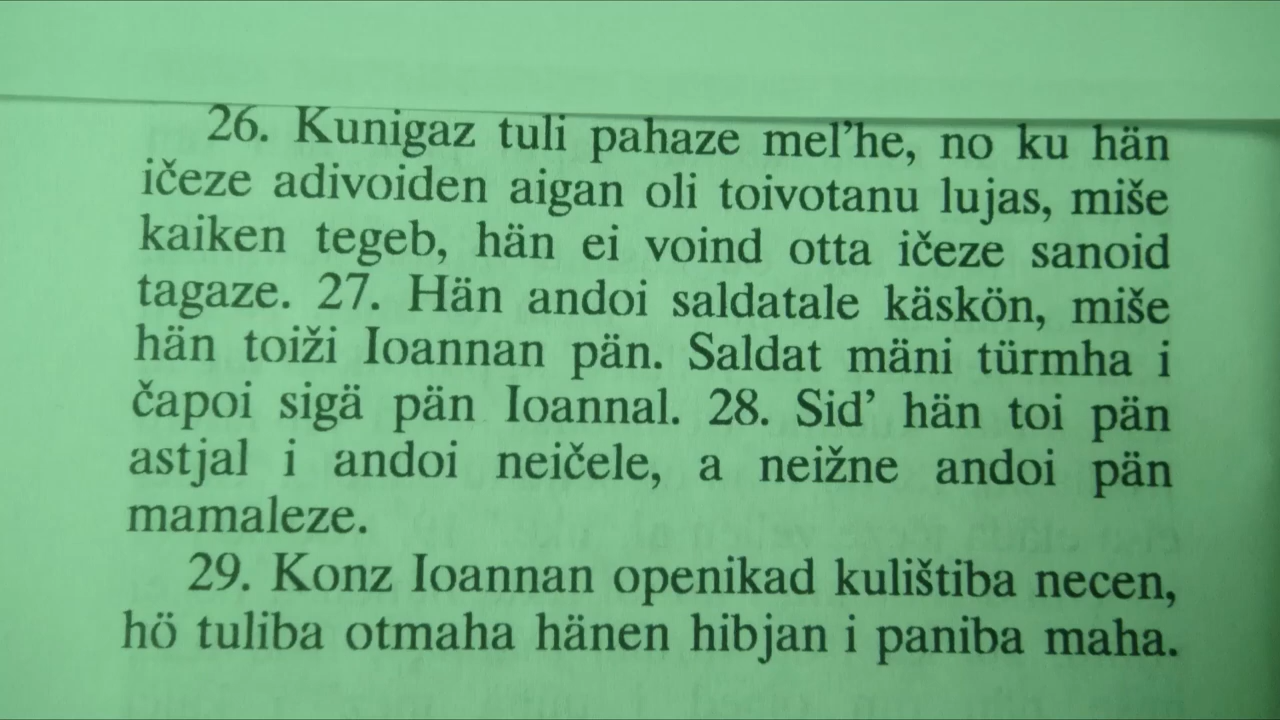 26. Kunigaz tuli pahaze mel’he, no ku hän
ičeze adivoiden aigan oli toivotanu lujas, miše
kaiken tegeb, hän ei voind otta ičeze sanoid
tagaze. 27. Hän andoi saldatale käskön, miše
hän toiži Ioannan pän. Saldat mäni türmha i
čapoi sigä pän Ioannal. 28. Sid’ hän toi pän
astjal i andoi neičele, a neižne andoi pän
mamaleze.
29. Konz Ioannan openikad kulištiba necen,
hö tuliba otmaha hänen hibjan i paniba maha.